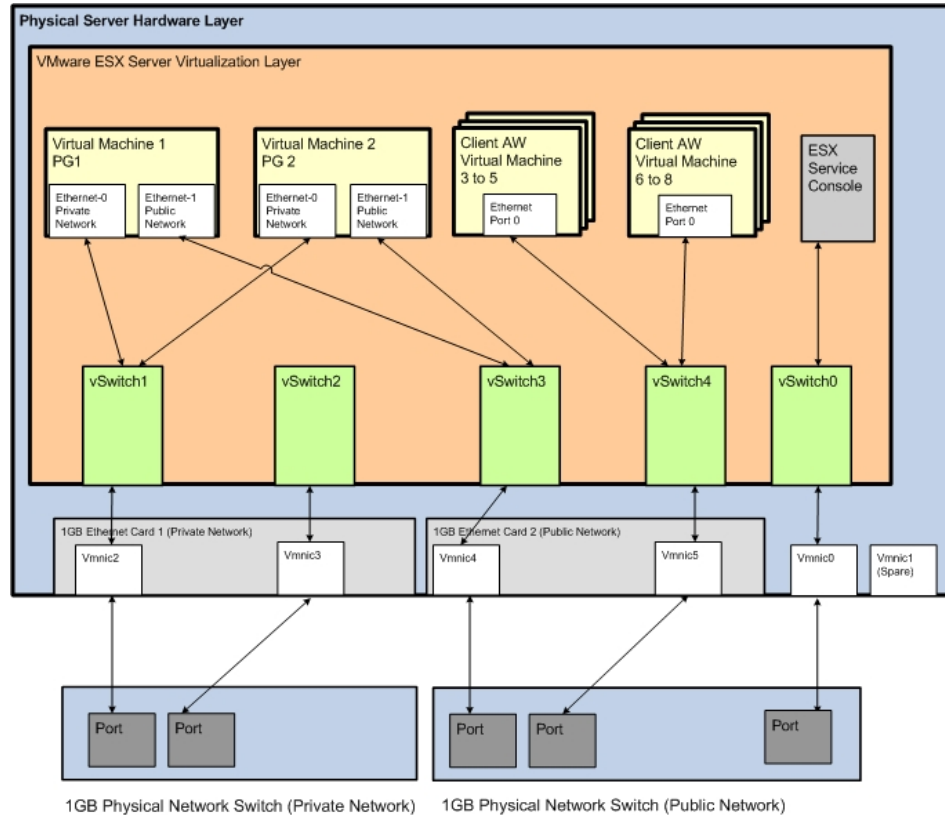 Physical Server Hardware Layer
VMware ESX Server Virtualization Layer
Virtual Machine 1
PG1
Ethernet-0
Private
Network
Ethernet-1
Public
Network
Virtual Machine 2
PG 2
Ethernet-0
Private
Network
Ethernet-1
Public
Network
Client AW
Virtual Machine
3 to 5
Ethernet
Port 0
Client AW
Virtual Machine
6 to 8
Ethernet
Port 0
ESX
Service
Console
vSwitch1
vSwitch2
vSwitch3
vSwitch4
vSwitch0
1GB Ethernet Card 1 (Private Network)
Vmnic2
Vmnic3
1GB Ethernet Card 2 (Public Network)
Vmnic4
Vmnic5
Vmnic0
Vmnic1
(Spare)
Port
Port
Port
Port
Port
1GB Physical Network Switch (Private Network)
1GB Physical Network Switch (Public Network)